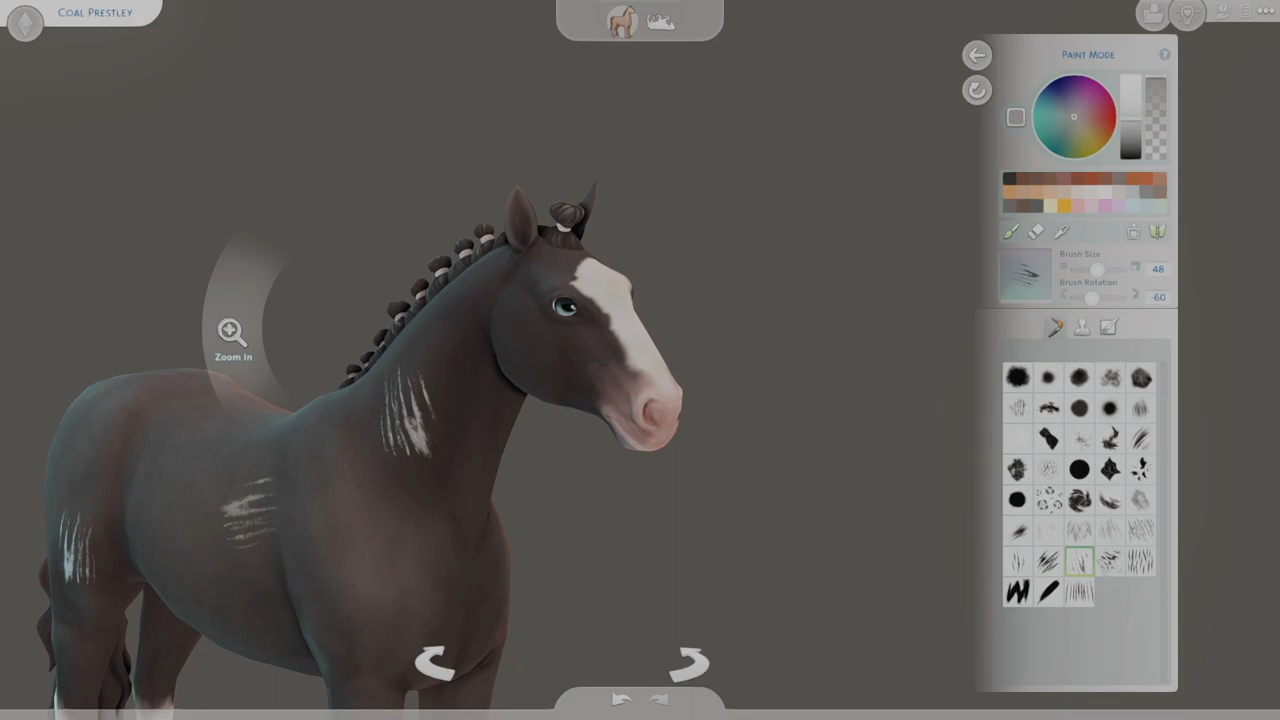 Coal Prestley
Paint Mode
?
Brush Size
48
Brush Rotation
-60
Zoom In